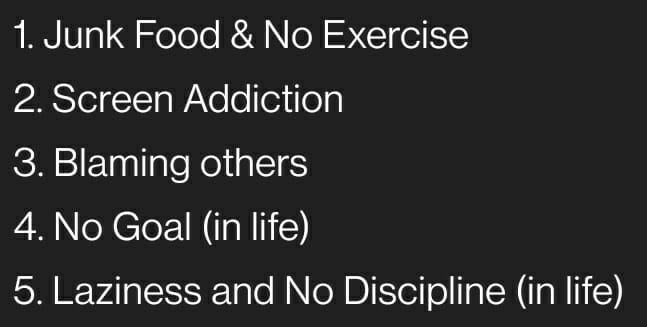 1. Junk Food & No Exercise
2. Screen Addiction
3. Blaming others
4. No Goal (in life)
5. Laziness and No Discipline (in life)